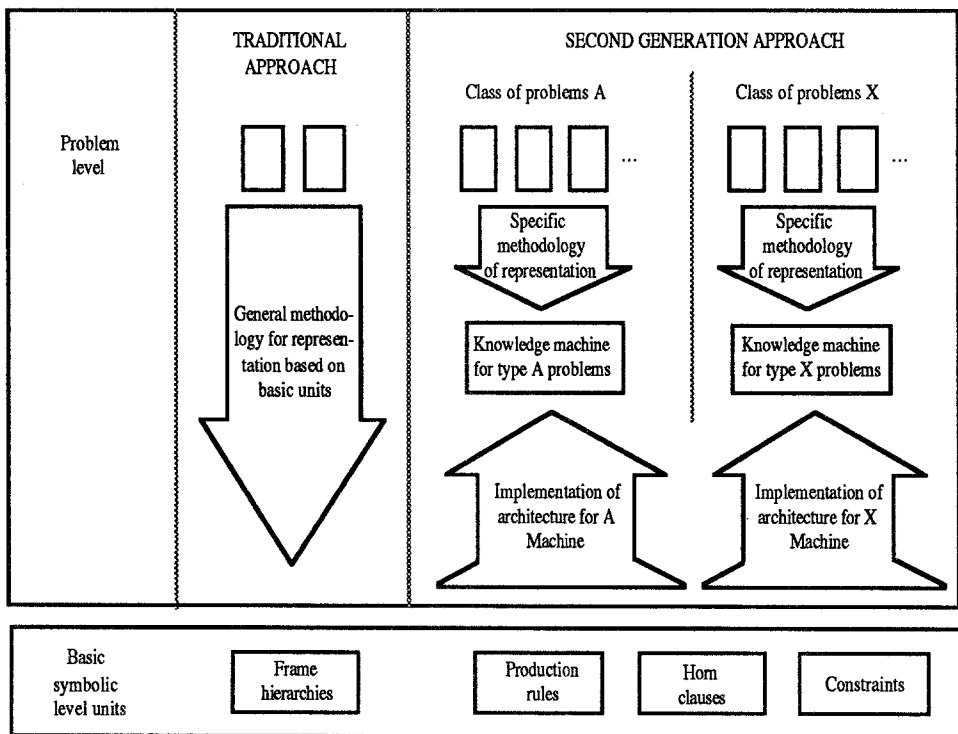 TRADITIONAL
APPROACH
SECOND GENERATION APPROACH
Class of problems A
Class of problems X
Problem
level
...
...
Specific
methodology
of representation
Specific
methodology
of representation
General methodo-
logy for represen-
tation based on
basic units
Knowledge machine
for type A problems
Knowledge machine
for type X problems
Implementation of
architecture for A
Machine
Implementation of
architecture for X
Machine
Basic
symbolic
level units
Frame
hierarchies
Production
rules
Horn
clauses
Constraints